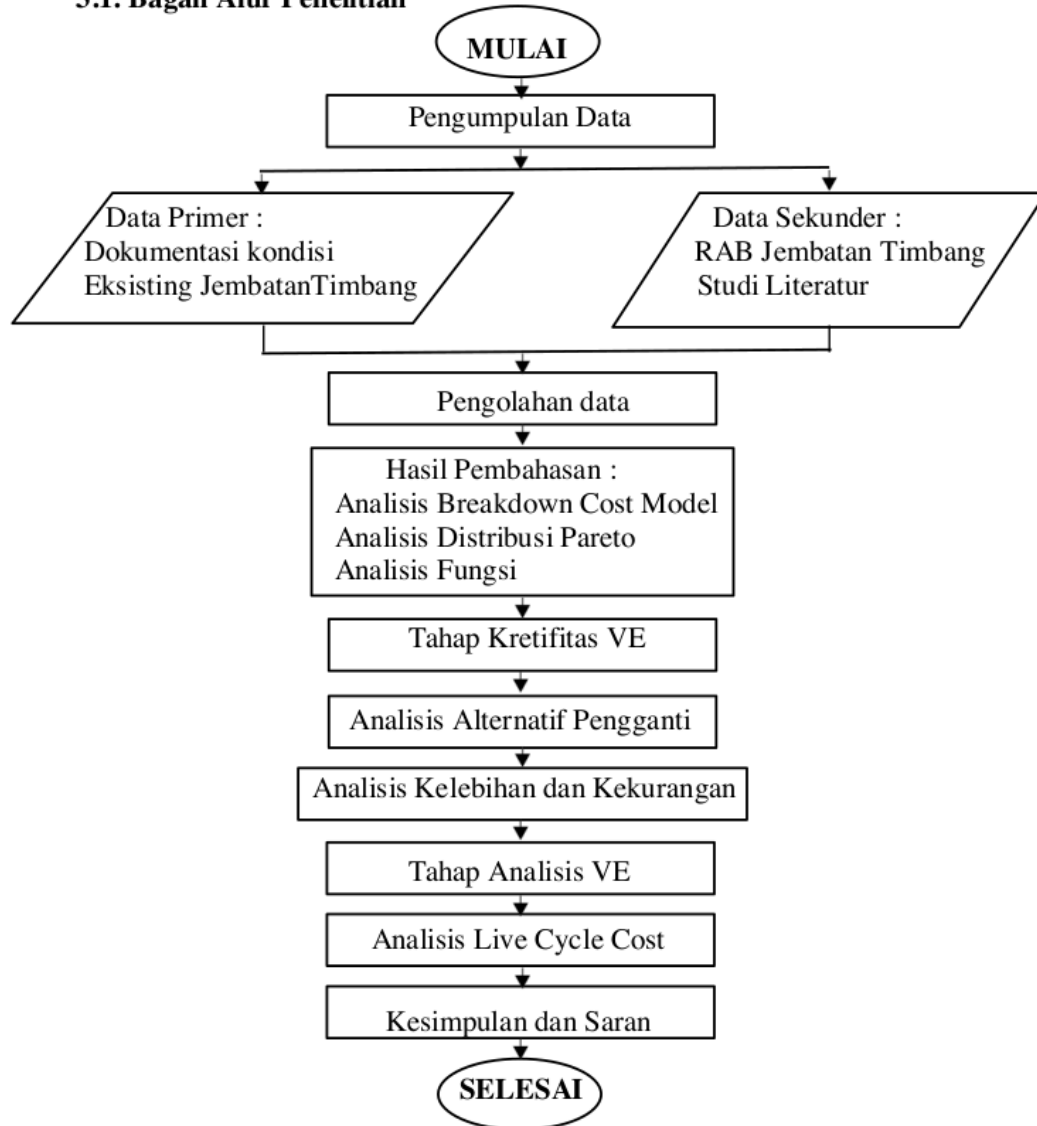 3.1. Bagan Alur Penelitian
MULAI
Pengumpulan Data
Data Primer :
Dokumentasi kondisi
Eksisting JembatanTimbang
Data Sekunder :
RAB Jembatan Timbang
Studi Literatur
Pengolahan data
Hasil Pembahasan :
Analisis Breakdown Cost Model
Analisis Distribusi Pareto
Analisis Fungsi
Tahap Kretifitas VE
Analisis Alternatif Pengganti
Analisis Kelebihan dan Kekurangan
Tahap Analisis VE
Analisis Live Cycle Cost
Kesimpulan dan Saran
SELESAI